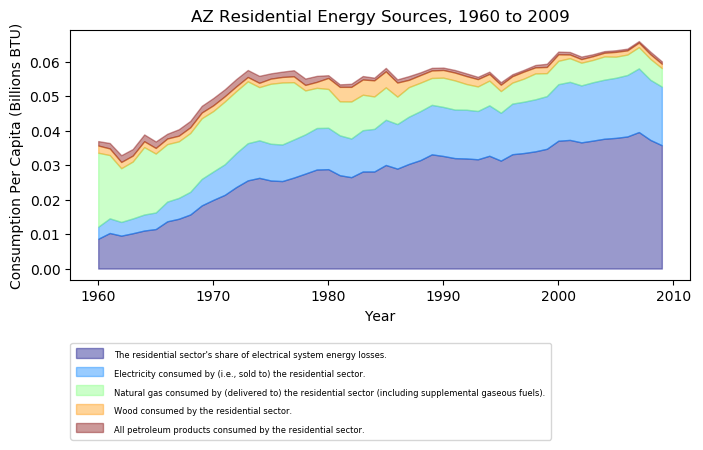 AZ Residential Energy Sources, 1960 to 2009
Consumption Per Capita (Billions BTU)
0.06
0.05
0.04
0.03
0.02
0.01
0.00
1960 1970 1980 1990 2000 2010
Year
The residential sector's share of electrical system energy losses.
Electricity consumed by (i.e., sold to) the residential sector.
Natural gas consumed by (delivered to) the residential sector (including supplemental gaseous fuels).
Wood consumed by the residential sector.
All petroleum products consumed by the residential sector.